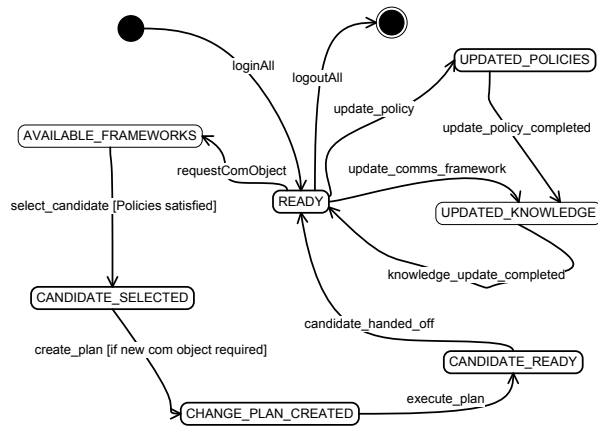 loginAll
logoutAll
UPDATED_POLICIES
update_policy
update_policy_completed
AVAILABLE_FRAMEWORKS
requestComObject
update_comms_framework
READY
select_candidate [Policies satisfied]
UPDATED_KNOWLEDGE
knowledge_update_completed
CANDIDATE_SELECTED
candidate_handed_off
create_plan [if new com object required]
CANDIDATE_READY
execute_plan
CHANGE_PLAN_CREATED